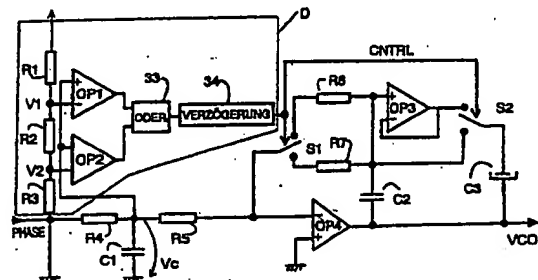 D
R1
OP1
33
34
CNTRL
V1
ODER
VERZÖGERUNG
R6
OP3
S2
R2
OP2
S1
R7
V2
C3
R3
C2
PHASE
R4
R5
OP4
VCO
C1
Vc